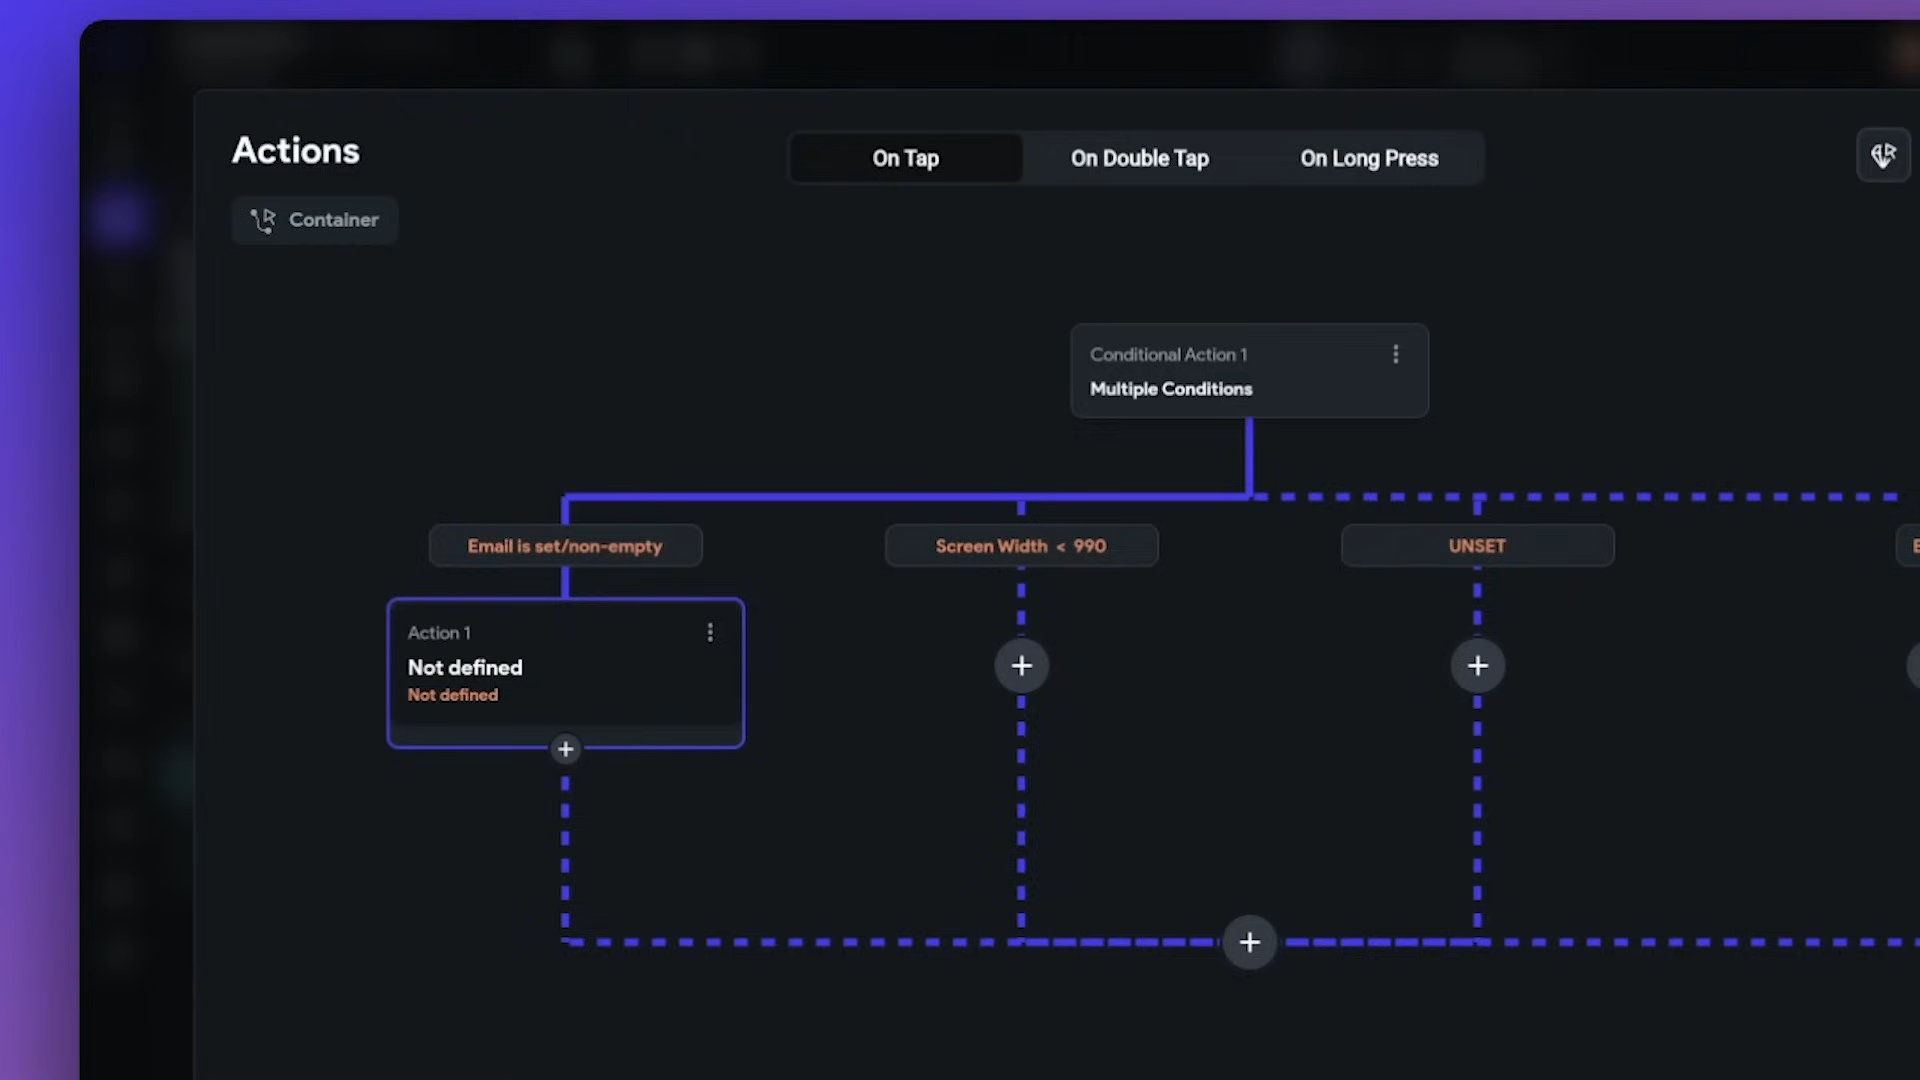 Actions
On Tap
On Double Tap
On Long Press
Container
Conditional Action 1
Multiple Conditions
Email is set/non-empty
Screen Width < 990
UNSET
Action 1
Not defined
Not defined